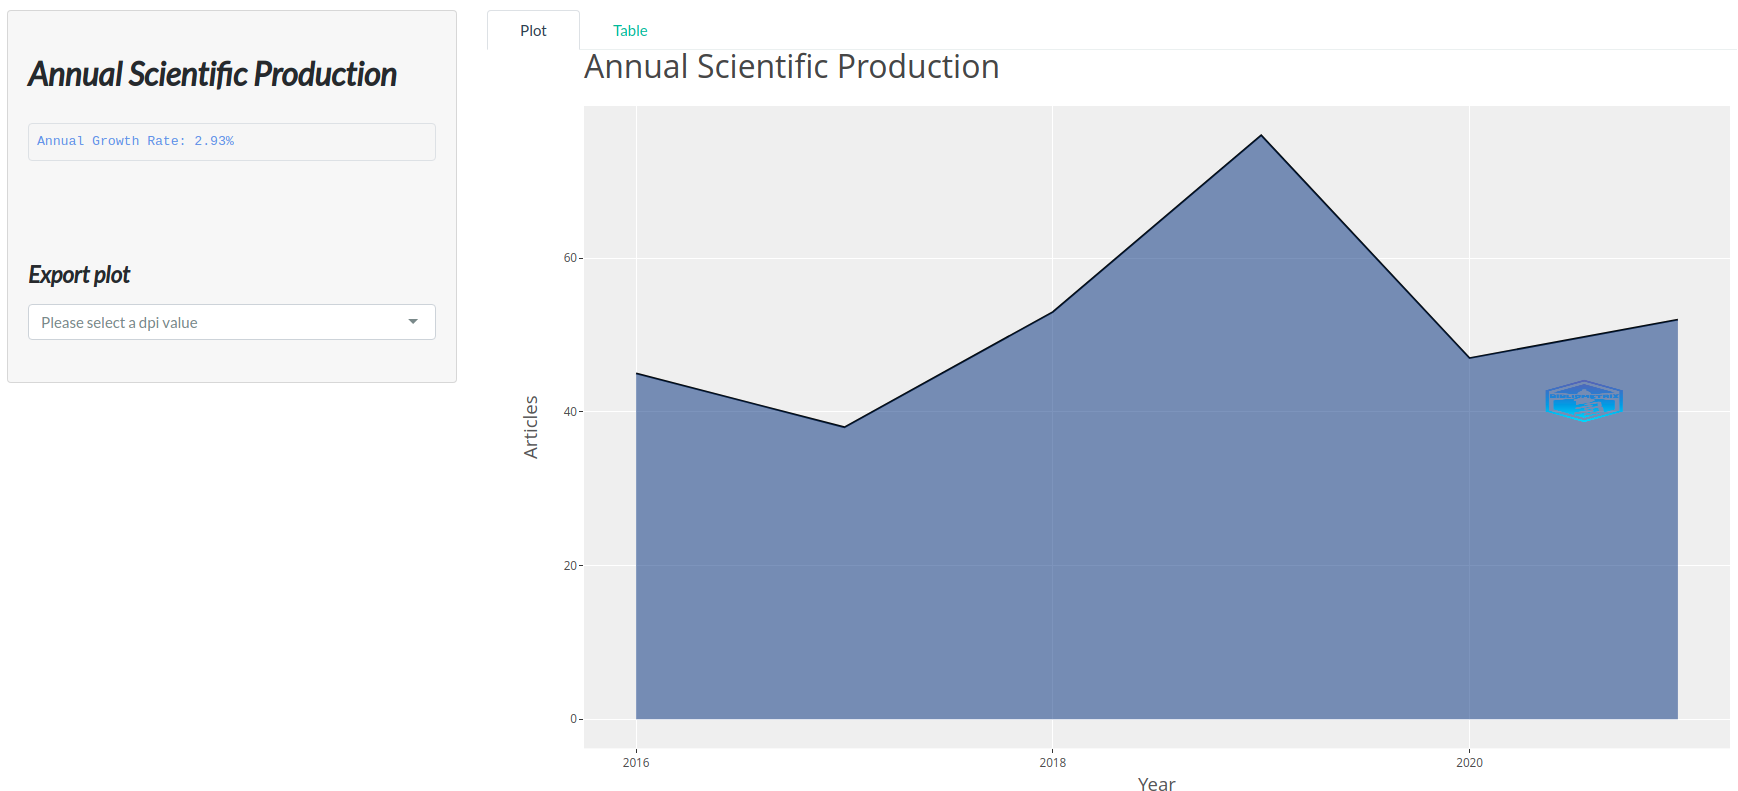 Annual Scientific Production
Annual Growth Rate: 2.93%
Export plot
Please select a dpi value
Plot
Table
Annual Scientific Production
60
40
20
0
Articles
BIBLIOMETRIX
2016
2018
2020
Year